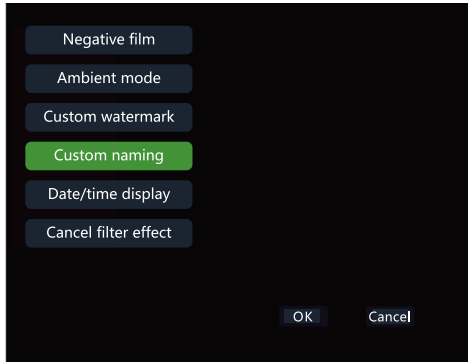 Negative film
Ambient mode
Custom watermark
Custom naming
Date/time display
Cancel filter effect
OK Cancel